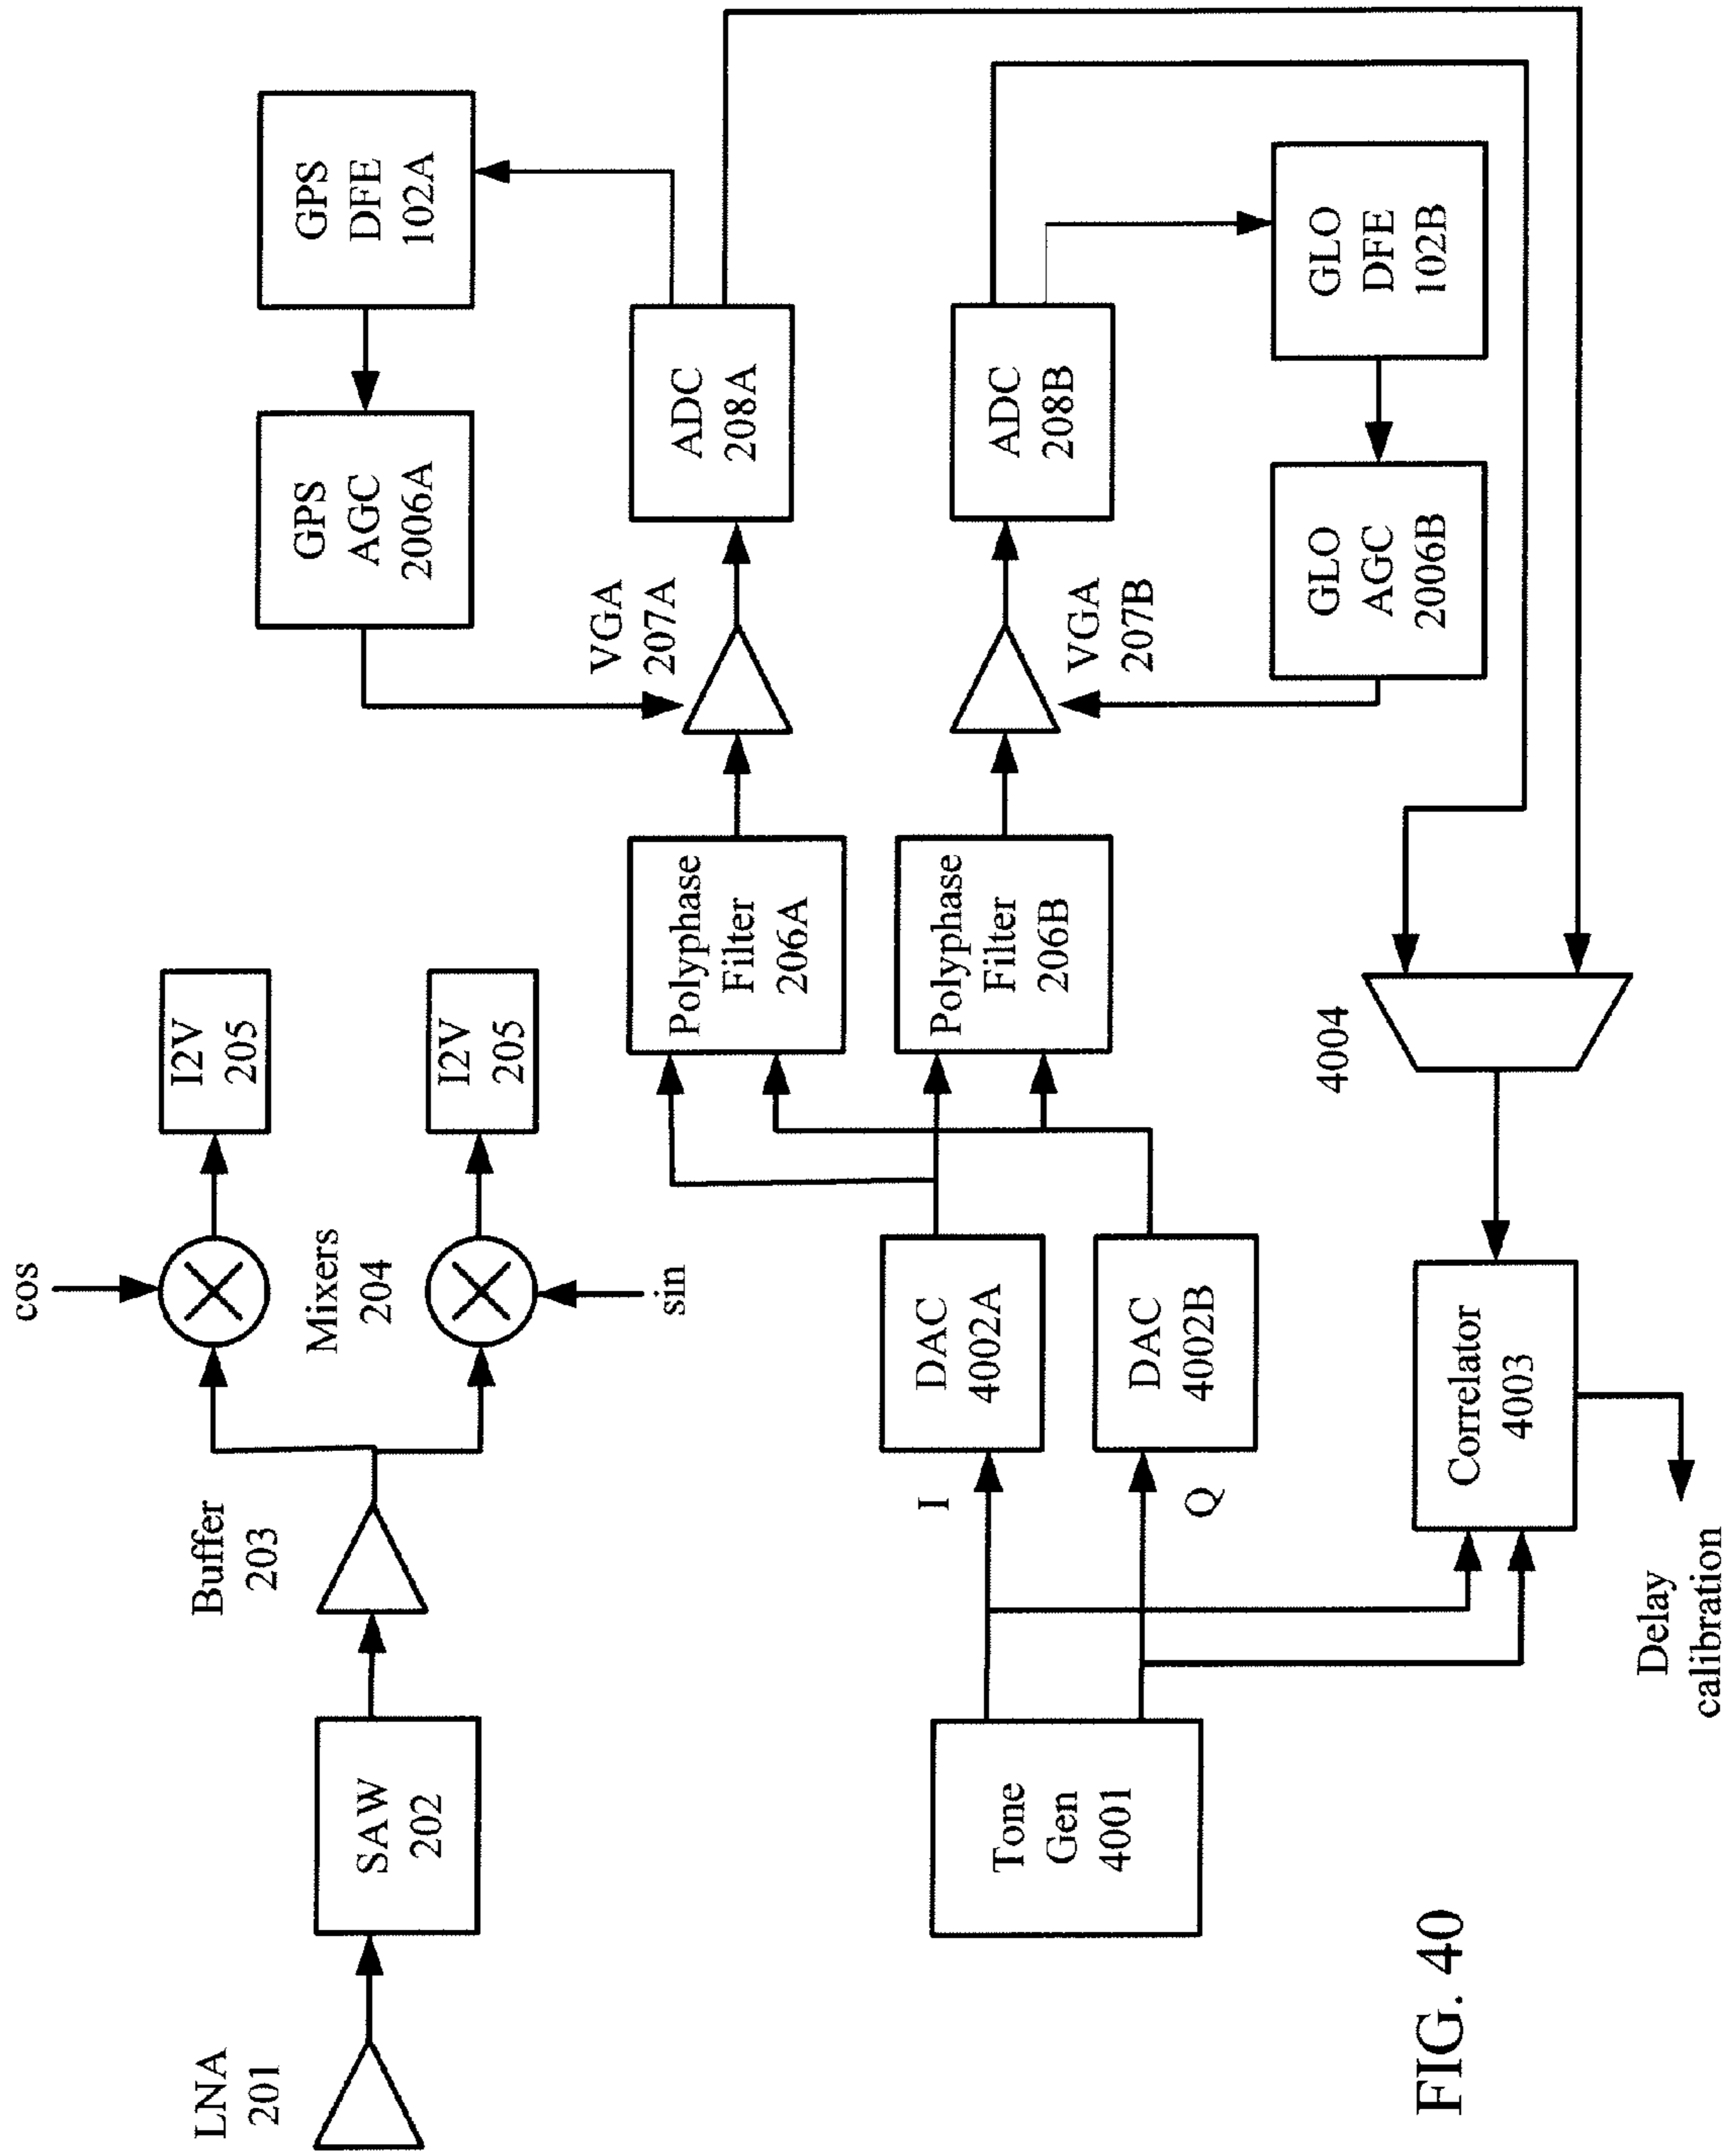 LNA
201
SAW
202
Buffer
203
cos
Mixers
204
sin
I2V
205
I2V
205
GPS
AGC
2006A
GPS
DFE
102A
Polyphase
Filter
206A
VGA
207A
ADC
208A
Tone
Gen
4001
I
Q
DAC
4002A
DAC
4002B
Polyphase
Filter
206B
VGA
207B
ADC
208B
GLO
AGC
2006B
GLO
DFE
102B
Correlator
4003
4004
Delay
calibration
FIG. 40